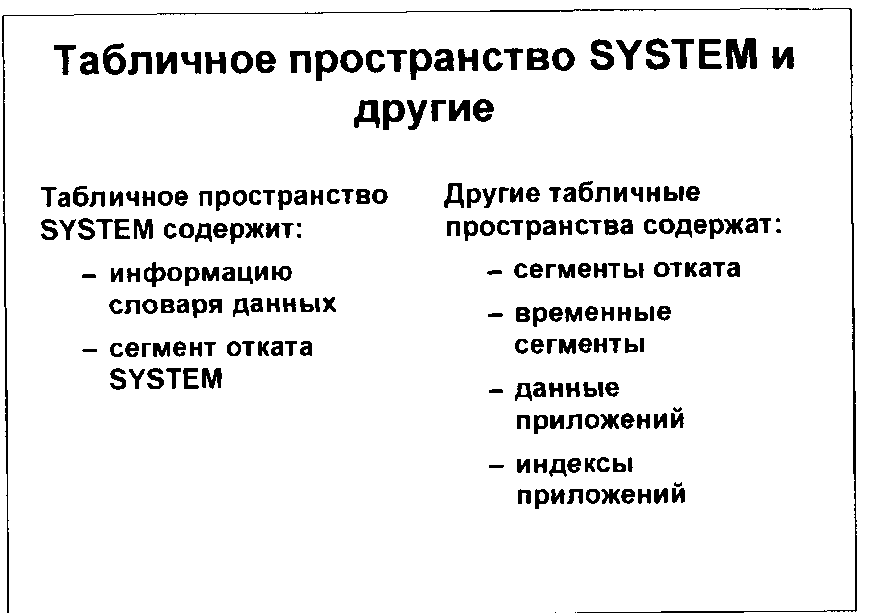 Табличное пространство SYSTEM и
другие
Табличное пространство
SYSTEM содержит:
– информацию
словаря данных
– сегмент отката
SYSTEM
Другие табличные
пространства содержат:
– сегменты отката
– временные
сегменты
– данные
приложений
– индексы
приложений